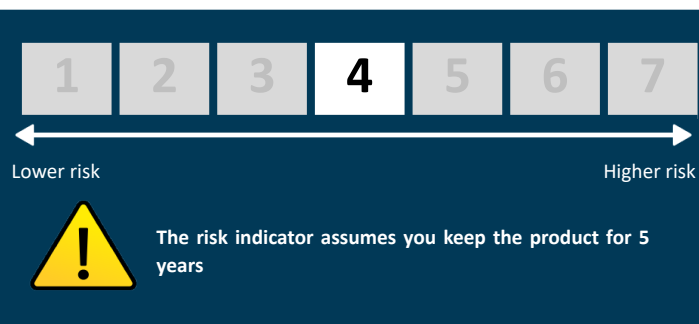 1 2 3 4 5 6 7
Lower risk Higher risk
!
The risk indicator assumes you keep the product for 5
years